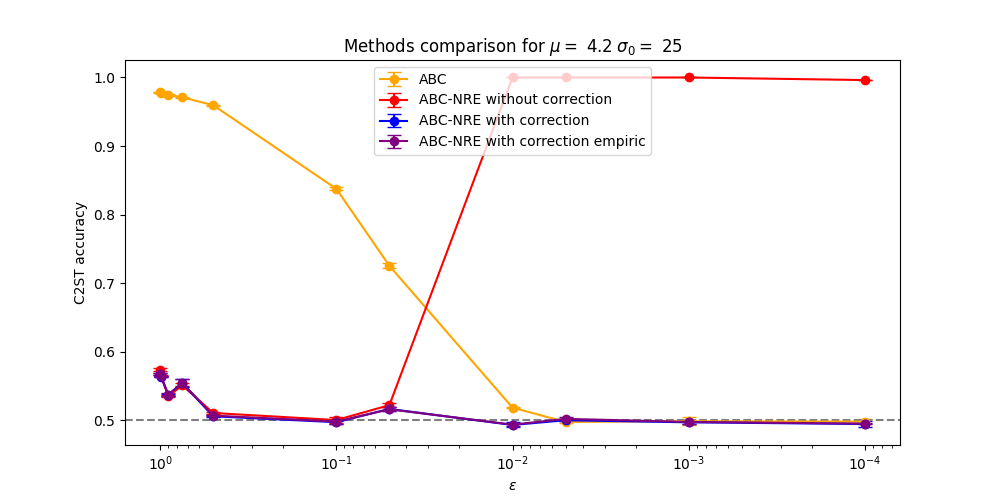 Methods comparison for μ = 4.2 σ₀ = 25
ABC
ABC-NRE without correction
ABC-NRE with correction
ABC-NRE with correction empiric
C2ST accuracy
1.0
0.9
0.8
0.7
0.6
0.5
10⁰ 10⁻¹ 10⁻² 10⁻³ 10⁻⁴
ε